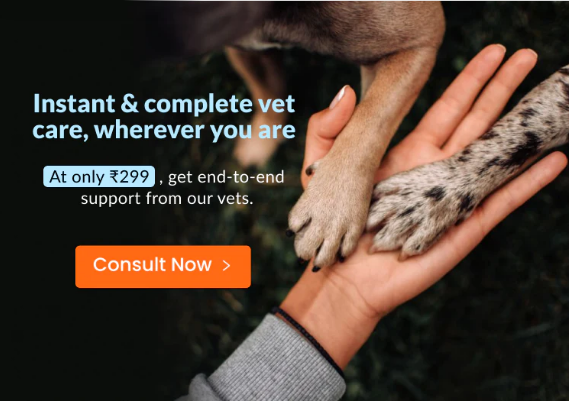 Instant & complete vet
care, wherever you are
At only ₹299 , get end-to-end
support from our vets.
Consult Now >